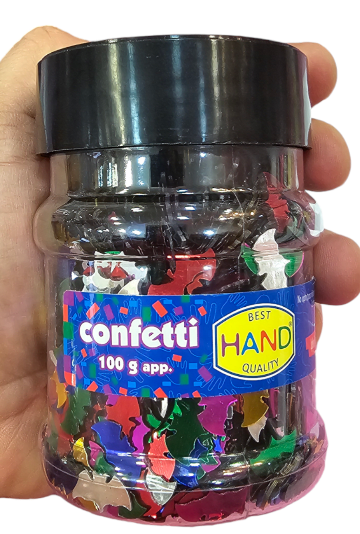 confetti
100 g app.
BEST
HAND
QUALITY